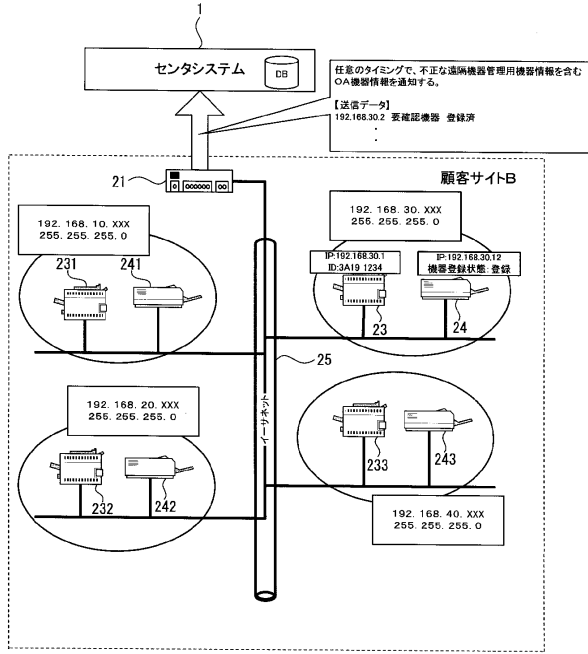 1
センタシステム
DB
任意のタイミングで、不正な遠隔機器管理用機器情報を含む
OA機器情報を通知する。
【送信データ】
192.168.30.2 要確認機器 登録済
・
・
21
顧客サイトB
192. 168. 10. XXX
255. 255. 255. 0
231
241
192. 168. 30. XXX
255. 255. 255. 0
IP:192.168.30.1
ID:3A19 1234
IP:192.168.30.12
機器登録状態:登録
23
24
25
イーサネット
192. 168. 20. XXX
255. 255. 255. 0
232
242
233
243
192. 168. 40. XXX
255. 255. 255. 0